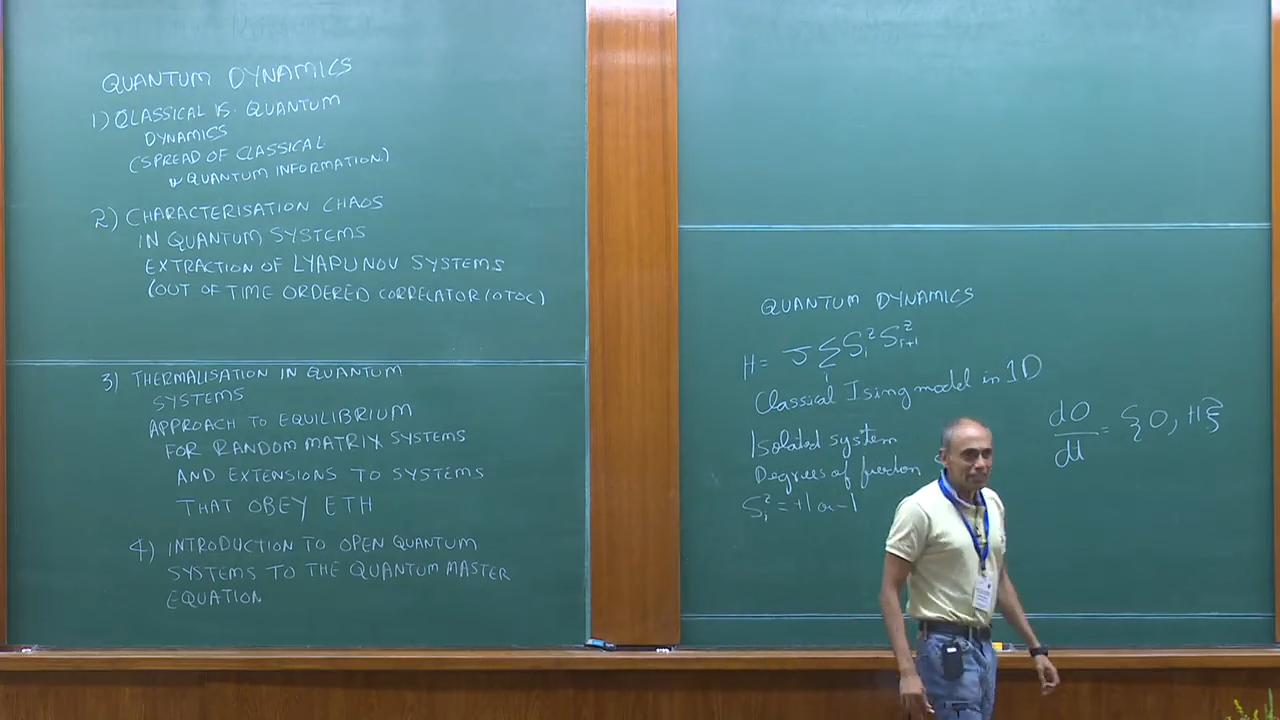 QUANTUM DYNAMICS
1) CLASSICAL VS. QUANTUM
DYNAMICS
(SPREAD OF CLASSICAL
& QUANTUM INFORMATION)
2) CHARACTERISATION CHAOS
IN QUANTUM SYSTEMS
EXTRACTION OF LYAPUNOV SYSTEMS
(OUT OF TIME ORDERED CORRELATOR/OTOC)
3) THERMALISATION IN QUANTUM
SYSTEMS
APPROACH TO EQUILIBRIUM
FOR RANDOM MATRIX SYSTEMS
AND EXTENSIONS TO SYSTEMS
THAT OBEY ETH
4) INTRODUCTION TO OPEN QUANTUM
SYSTEMS TO THE QUANTUM MASTER
EQUATION
QUANTUM DYNAMICS
H = J Σ_i S_i^z S_{i+1}^z
Classical Ising model in 1D
Isolated system
Degrees of freedom
S_i^z = +1 or -1
dO/dt = {O, H}